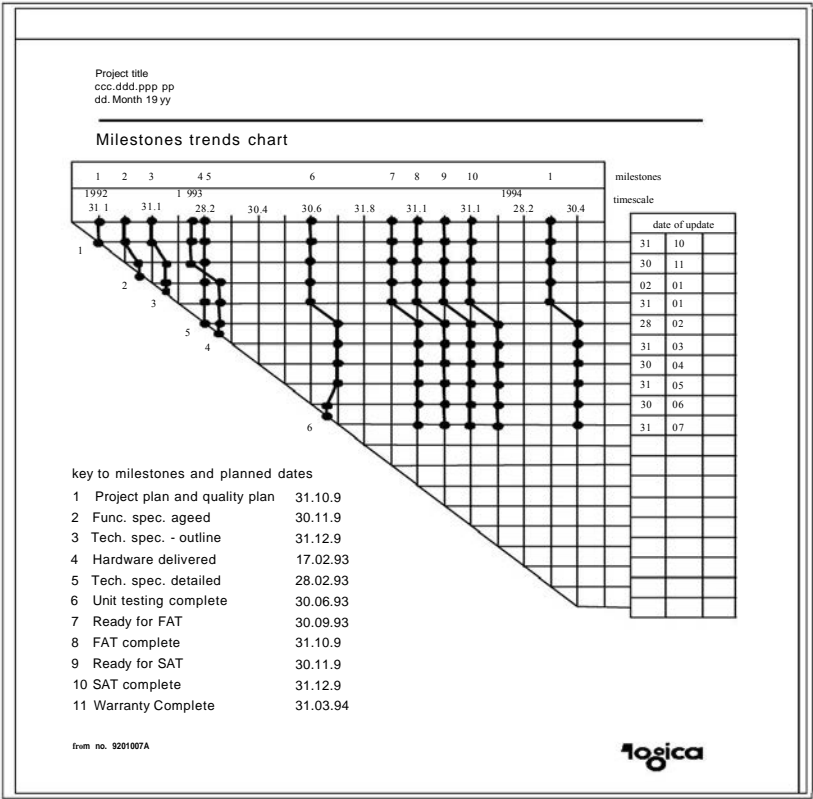 Project title
ccc.ddd.ppp pp
dd. Month 19 yy
Milestones trends chart
1 2 3 4 5 6 7 8 9 10 1 milestones
1992 1 993 1994 timescale
31 1 31.1 28.2 30.4 30.6 31.8 31.1 31.1 28.2 30.4
date of update
1 31 10
30 11
2 02 01
3 31 01
5 28 02
4 31 03
30 04
31 05
30 06
6 31 07
key to milestones and planned dates
1 Project plan and quality plan 31.10.9
2 Func. spec. ageed 30.11.9
3 Tech. spec. - outline 31.12.9
4 Hardware delivered 17.02.93
5 Tech. spec. detailed 28.02.93
6 Unit testing complete 30.06.93
7 Ready for FAT 30.09.93
8 FAT complete 31.10.9
9 Ready for SAT 30.11.9
10 SAT complete 31.12.9
11 Warranty Complete 31.03.94
from no. 9201007A
logica